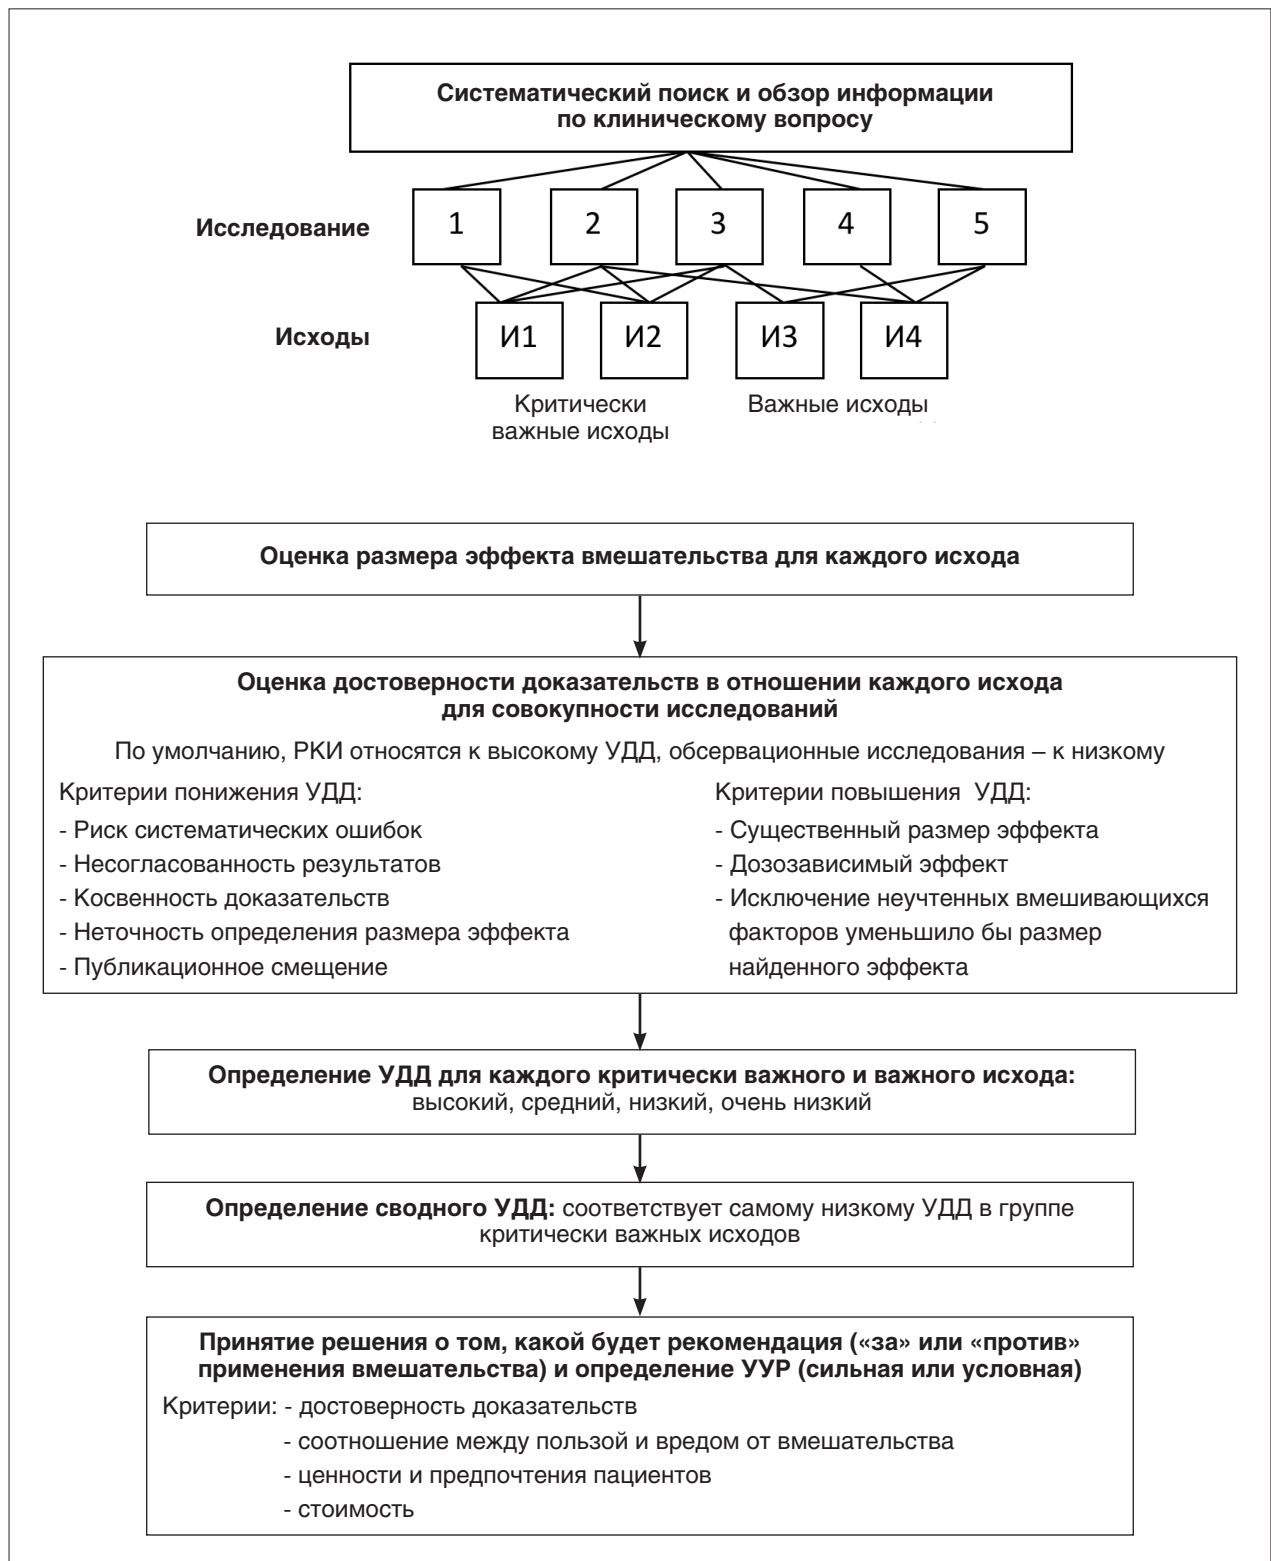 Систематический поиск и обзор информации
по клиническому вопросу
Исследование
1
2
3
4
5
Исходы
И1
И2
И3
И4
Критически
важные исходы
Важные исходы
Оценка размера эффекта вмешательства для каждого исхода
Оценка достоверности доказательств в отношении каждого исхода
для совокупности исследований
По умолчанию, РКИ относятся к высокому УДД, обсервационные исследования – к низкому
Критерии понижения УДД:
- Риск систематических ошибок
- Несогласованность результатов
- Косвенность доказательств
- Неточность определения размера эффекта
- Публикационное смещение
Критерии повышения УДД:
- Существенный размер эффекта
- Дозозависимый эффект
- Исключение неучтенных вмешивающихся
факторов уменьшило бы размер
найденного эффекта
Определение УДД для каждого критически важного и важного исхода:
высокий, средний, низкий, очень низкий
Определение сводного УДД: соответствует самому низкому УДД в группе
критически важных исходов
Принятие решения о том, какой будет рекомендация («за» или «против»
применения вмешательства) и определение УУР (сильная или условная)
Критерии: - достоверность доказательств
- соотношение между пользой и вредом от вмешательства
- ценности и предпочтения пациентов
- стоимость